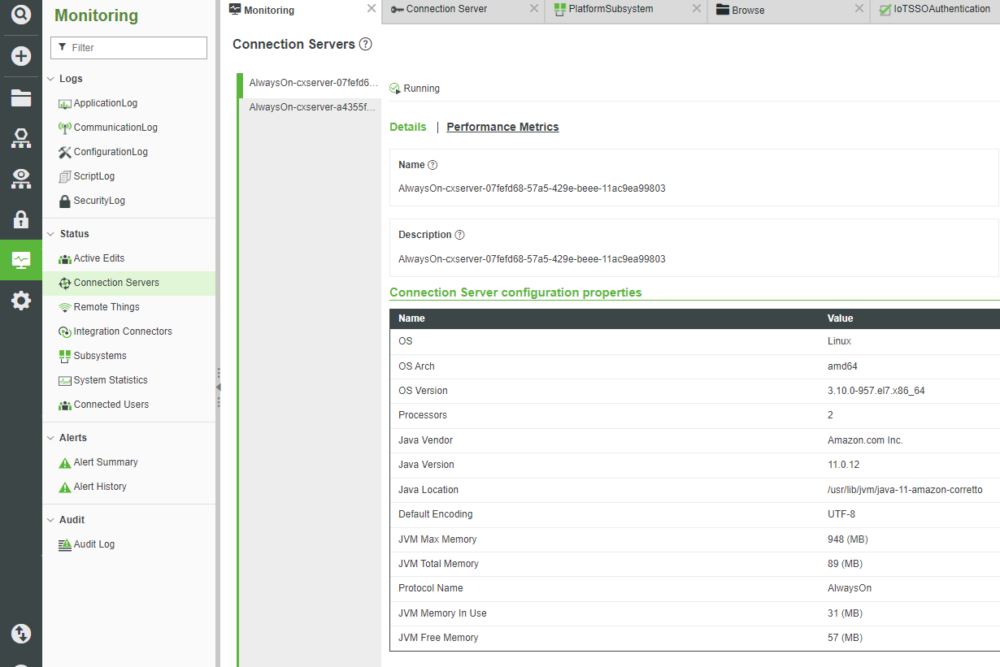 Monitoring
Filter
Logs
ApplicationLog
CommunicationLog
ConfigurationLog
ScriptLog
SecurityLog
Status
Active Edits
Connection Servers
Remote Things
Integration Connectors
Subsystems
System Statistics
Connected Users
Alerts
Alert Summary
Alert History
Audit
Audit Log
Monitoring
Connection Server
PlatformSubsystem
Browse
IoTSSOAuthentication
Connection Servers ?
AlwaysOn-cxserver-07fefd6...
AlwaysOn-cxserver-a4355f...
Running
Details | Performance Metrics
Name ?
AlwaysOn-cxserver-07fefd68-57a5-429e-beee-11ac9ea99803
Description ?
AlwaysOn-cxserver-07fefd68-57a5-429e-beee-11ac9ea99803
Connection Server configuration properties
Name Value
OS Linux
OS Arch amd64
OS Version 3.10.0-957.el7.x86_64
Processors 2
Java Vendor Amazon.com Inc.
Java Version 11.0.12
Java Location /usr/lib/jvm/java-11-amazon-corretto
Default Encoding UTF-8
JVM Max Memory 948 (MB)
JVM Total Memory 89 (MB)
Protocol Name AlwaysOn
JVM Memory In Use 31 (MB)
JVM Free Memory 57 (MB)